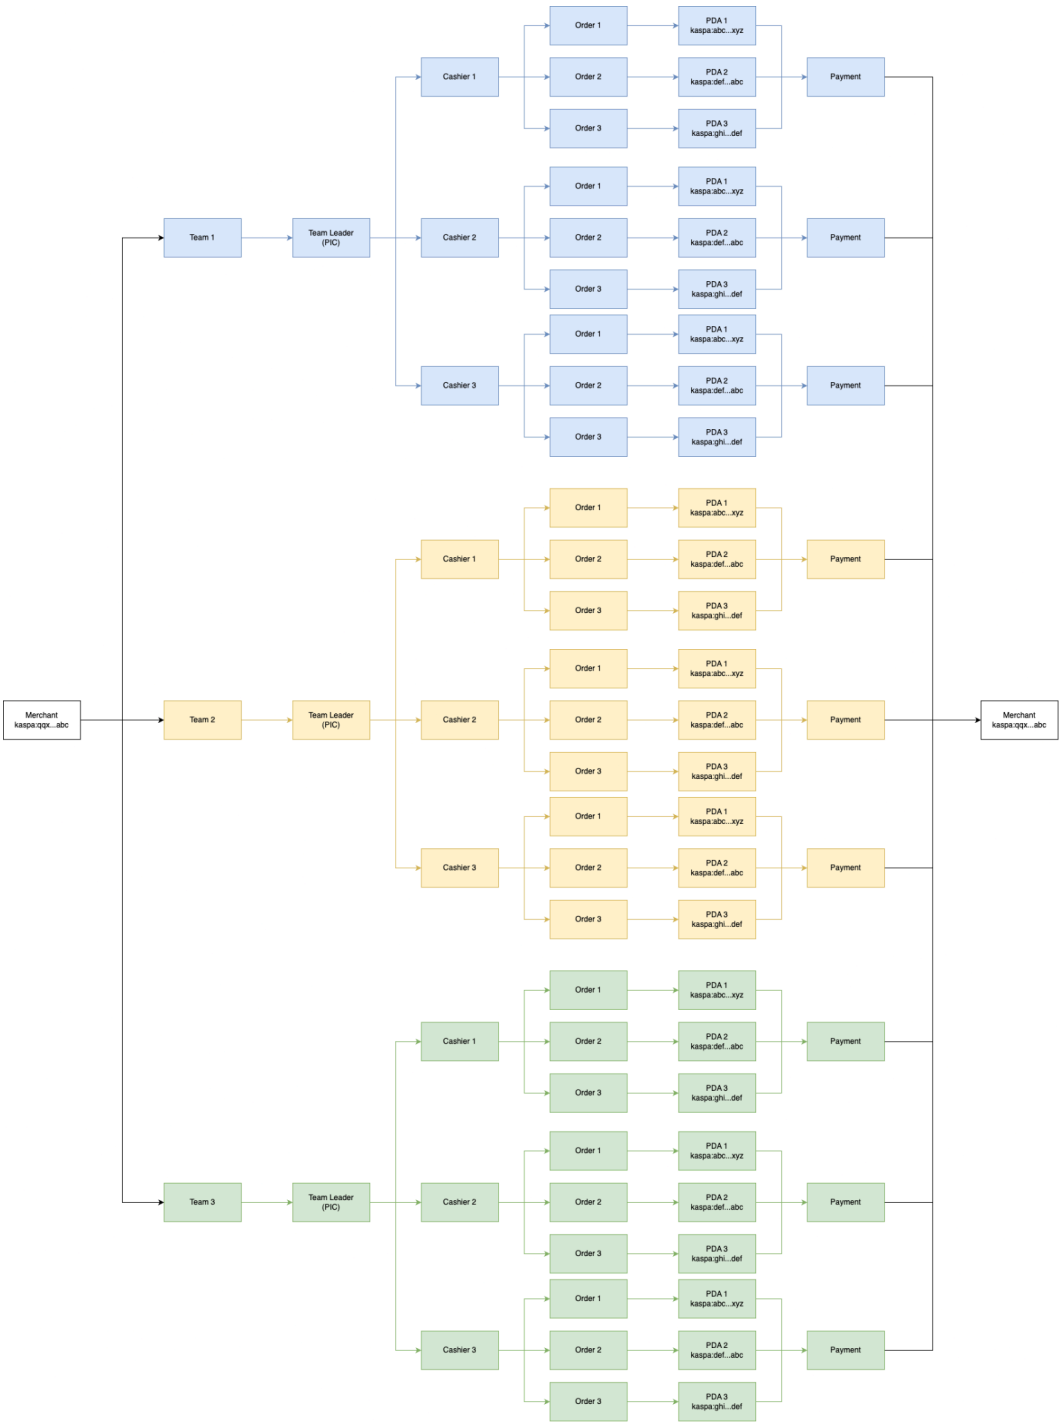 Order 1
PDA 1
kaspa:abc...xyz
Cashier 1
Order 2
PDA 2
kaspa:def...abc
Payment
Order 3
PDA 3
kaspa:ghi...def
Order 1
PDA 1
kaspa:abc...xyz
Team 1
Team Leader
(PIC)
Cashier 2
Order 2
PDA 2
kaspa:def...abc
Payment
Order 3
PDA 3
kaspa:ghi...def
Order 1
PDA 1
kaspa:abc...xyz
Cashier 3
Order 2
PDA 2
kaspa:def...abc
Payment
Order 3
PDA 3
kaspa:ghi...def
Order 1
PDA 1
kaspa:abc...xyz
Cashier 1
Order 2
PDA 2
kaspa:def...abc
Payment
Order 3
PDA 3
kaspa:ghi...def
Order 1
PDA 1
kaspa:abc...xyz
Merchant
kaspa:qqx...abc
Team 2
Team Leader
(PIC)
Cashier 2
Order 2
PDA 2
kaspa:def...abc
Payment
Merchant
kaspa:qqx...abc
Order 3
PDA 3
kaspa:ghi...def
Order 1
PDA 1
kaspa:abc...xyz
Cashier 3
Order 2
PDA 2
kaspa:def...abc
Payment
Order 3
PDA 3
kaspa:ghi...def
Order 1
PDA 1
kaspa:abc...xyz
Cashier 1
Order 2
PDA 2
kaspa:def...abc
Payment
Order 3
PDA 3
kaspa:ghi...def
Order 1
PDA 1
kaspa:abc...xyz
Team 3
Team Leader
(PIC)
Cashier 2
Order 2
PDA 2
kaspa:def...abc
Payment
Order 3
PDA 3
kaspa:ghi...def
Order 1
PDA 1
kaspa:abc...xyz
Cashier 3
Order 2
PDA 2
kaspa:def...abc
Payment
Order 3
PDA 3
kaspa:ghi...def